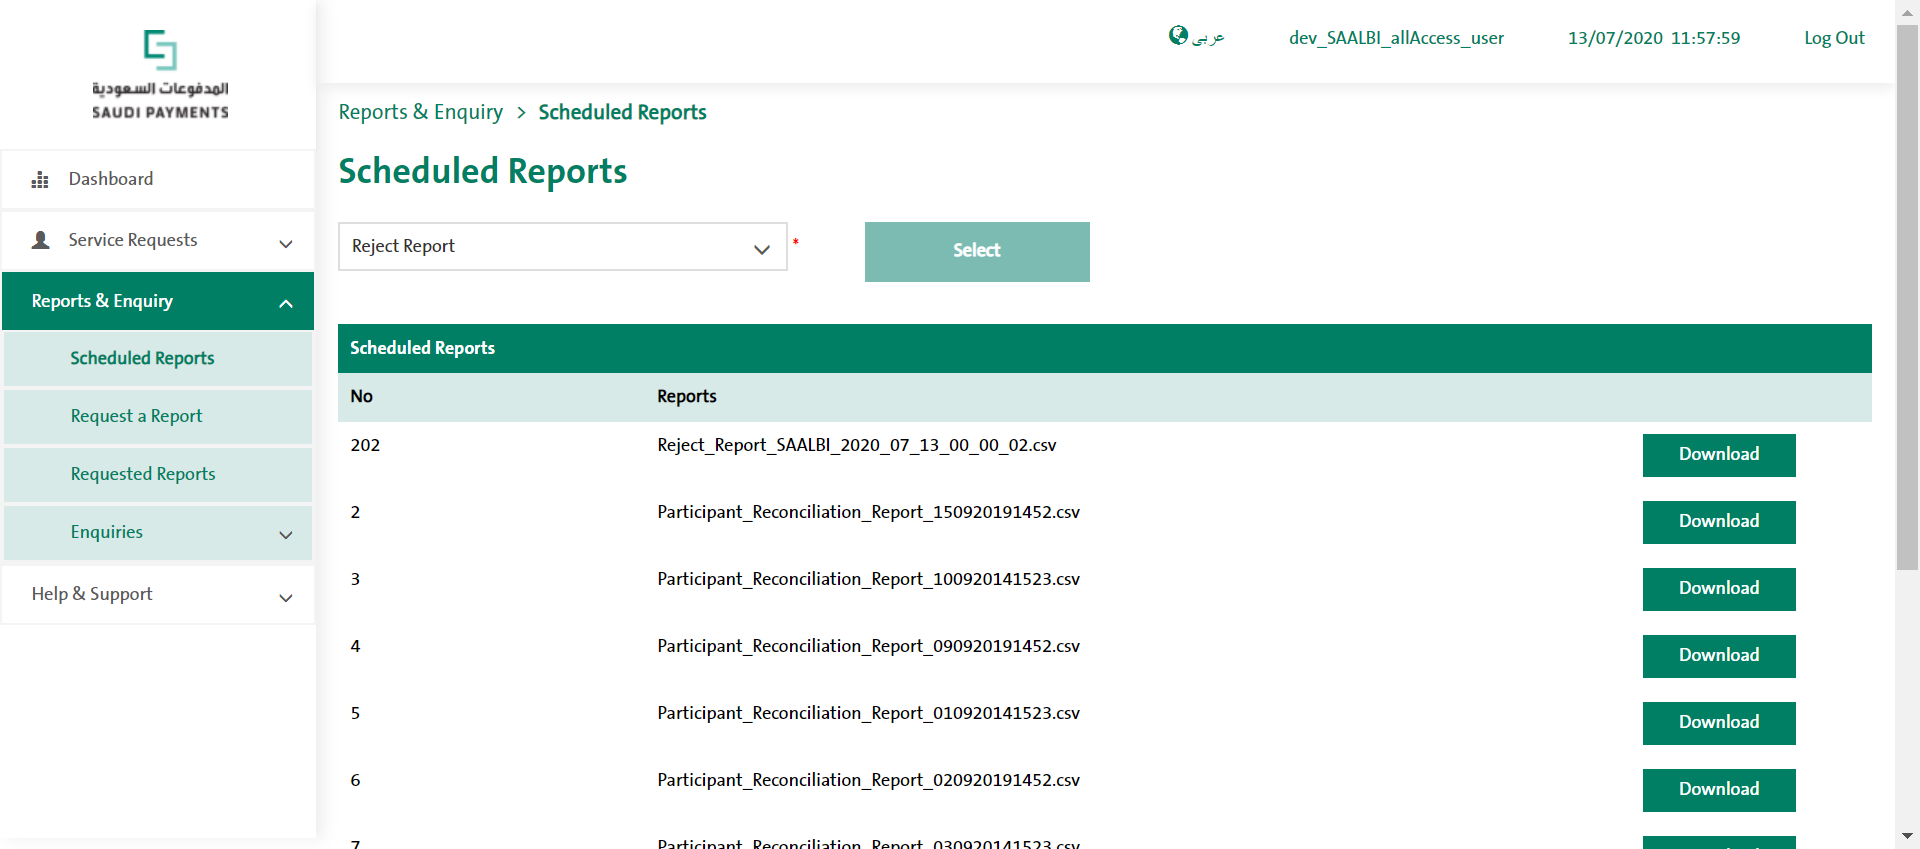 المدفوعات السعودية
SAUDI PAYMENTS
عربى
dev_SAALBI_allAccess_user
13/07/2020 11:57:59
Log Out
Dashboard
Service Requests
Reports & Enquiry
Scheduled Reports
Request a Report
Requested Reports
Enquiries
Help & Support
Reports & Enquiry > Scheduled Reports
Scheduled Reports
Reject Report *
Select
Scheduled Reports
No Reports
202 Reject_Report_SAALBI_2020_07_13_00_00_02.csv Download
2 Participant_Reconciliation_Report_150920191452.csv Download
3 Participant_Reconciliation_Report_100920141523.csv Download
4 Participant_Reconciliation_Report_090920191452.csv Download
5 Participant_Reconciliation_Report_010920141523.csv Download
6 Participant_Reconciliation_Report_020920191452.csv Download
7 Participant_Reconciliation_Report_030920141523.csv